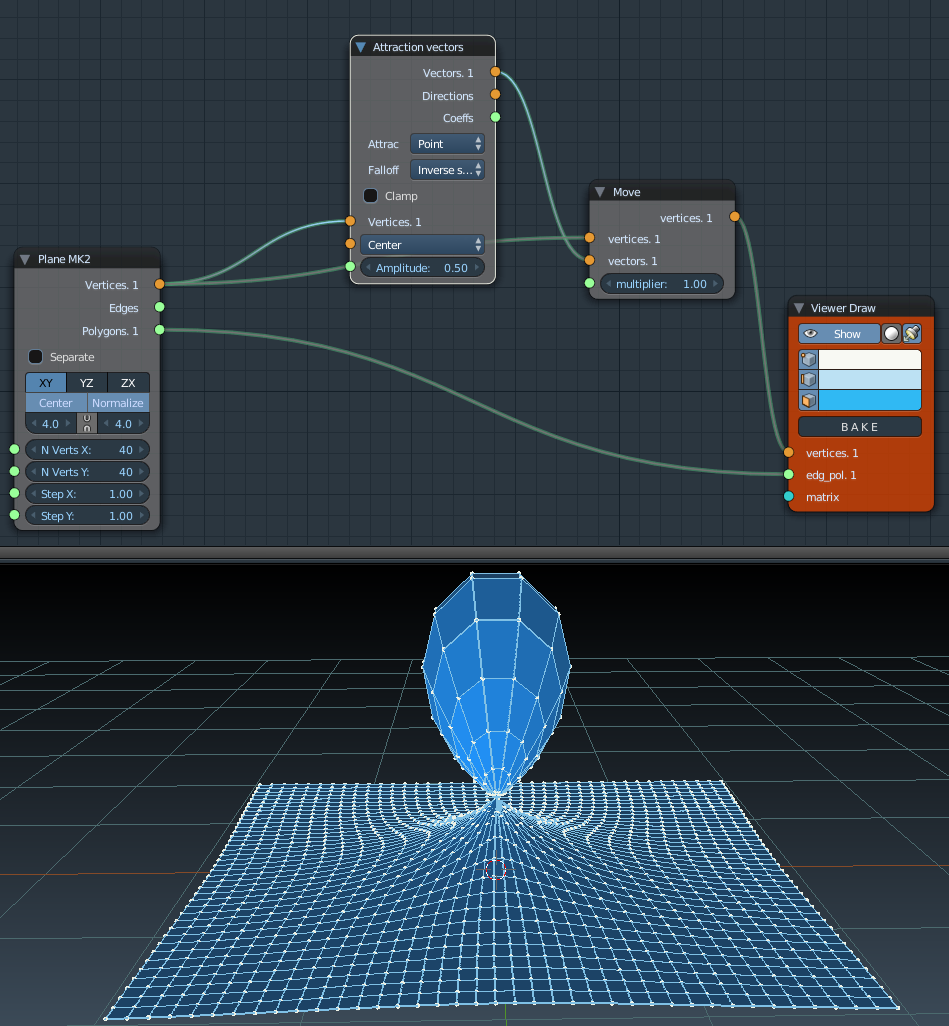 Attraction vectors
Vectors. 1
Directions
Coeffs
Attrac Point
Falloff Inverse s...
Clamp
Vertices. 1
Center
Amplitude: 0.50
Move
vertices. 1
vertices. 1
vectors. 1
multiplier: 1.00
Plane MK2
Vertices. 1
Edges
Polygons. 1
Separate
XY YZ ZX
Center Normalize
4.0 4.0
N Verts X: 40
N Verts Y: 40
Step X: 1.00
Step Y: 1.00
Viewer Draw
Show
BAKE
vertices. 1
edg_pol. 1
matrix